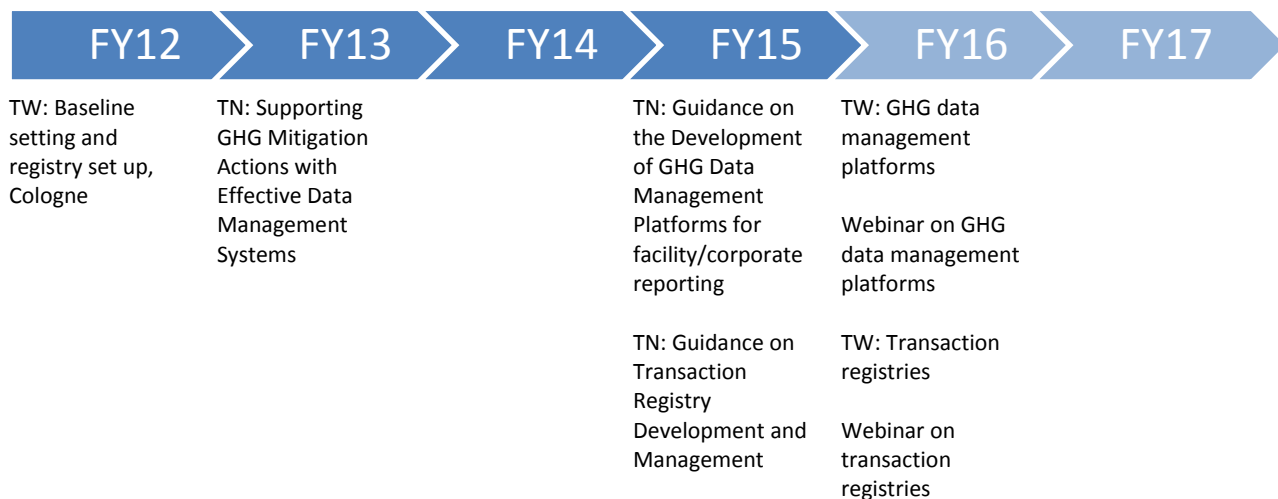 FY12
FY13
FY14
FY15
FY16
FY17
TW: Baseline
setting and
registry set up,
Cologne
TN: Supporting
GHG Mitigation
Actions with
Effective Data
Management
Systems
TN: Guidance on
the Development
of GHG Data
Management
Platforms for
facility/corporate
reporting
TN: Guidance on
Transaction
Registry
Development and
Management
TW: GHG data
management
platforms
Webinar on GHG
data management
platforms
TW: Transaction
registries
Webinar on
transaction
registries